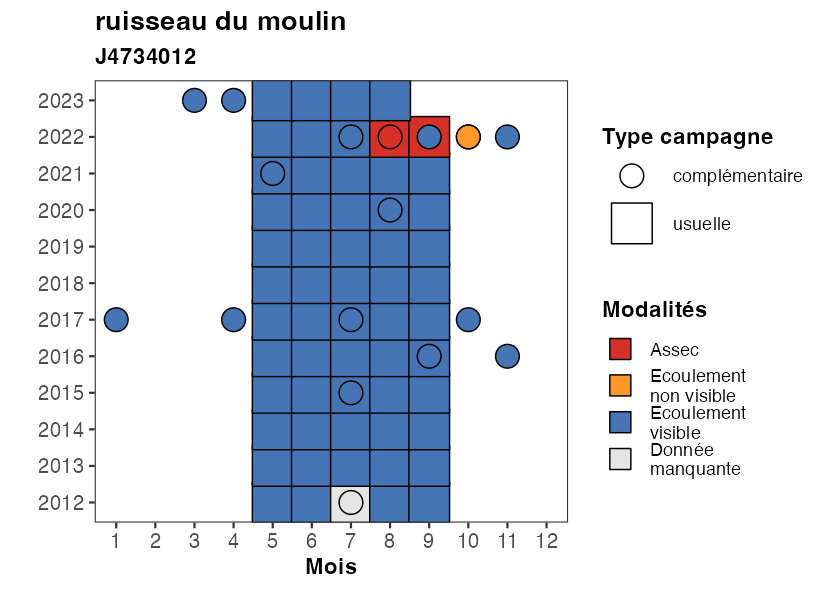 ruisseau du moulin
J4734012
2023
2022
2021
2020
2019
2018
2017
2016
2015
2014
2013
2012
1 2 3 4 5 6 7 8 9 10 11 12
Mois
Type campagne
complémentaire
usuelle
Modalités
Assec
Ecoulement
non visible
Ecoulement
visible
Donnée
manquante